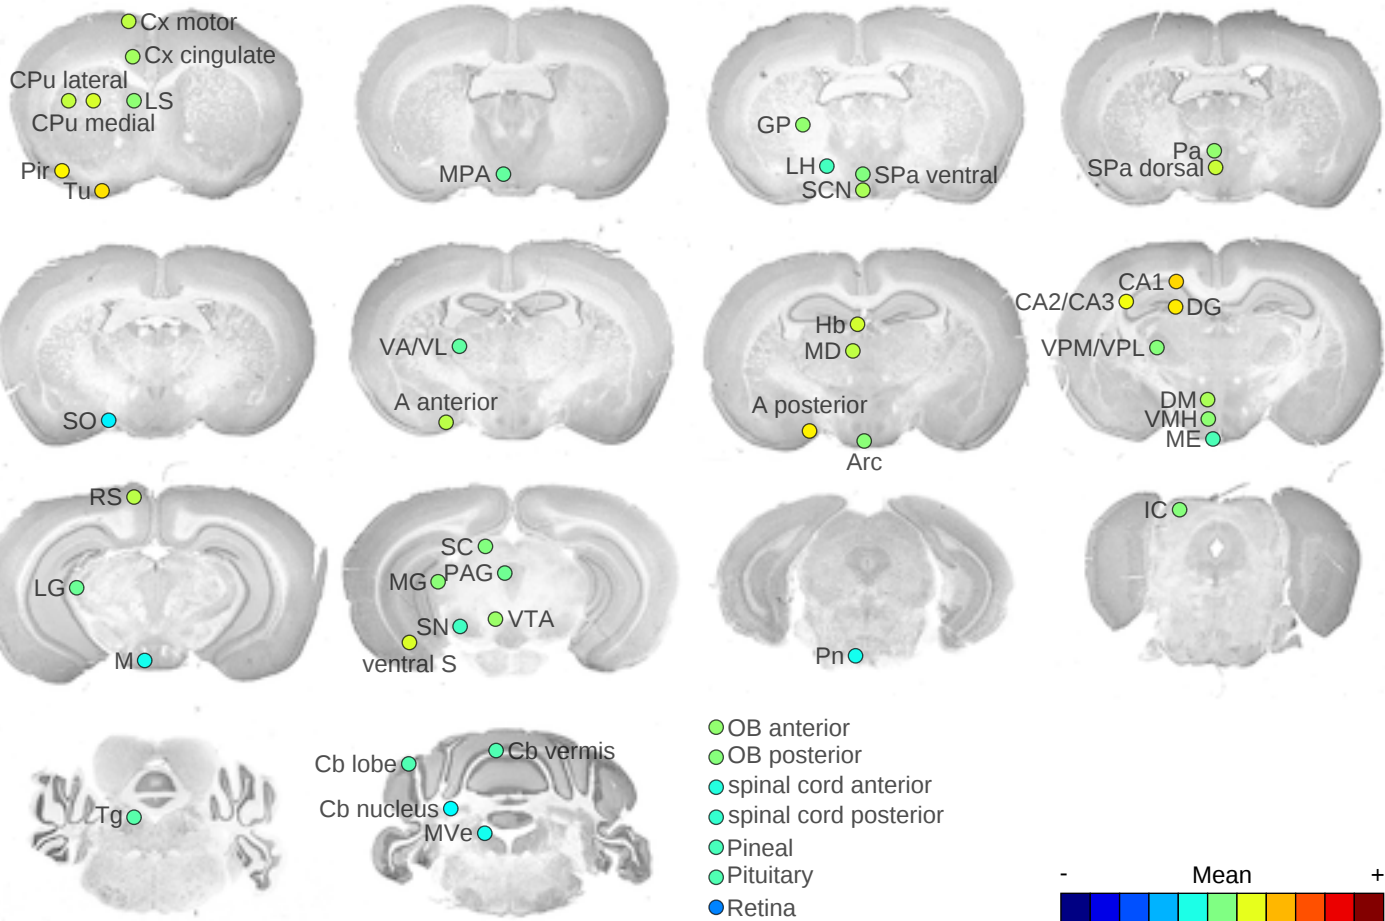 Cx motor
Cx cingulate
CPu lateral
LS
CPu medial
Pir
Tu
MPA
GP
LH
SPa ventral
SCN
Pa
SPa dorsal
SO
VA/VL
A anterior
Hb
MD
A posterior
Arc
CA1
CA2/CA3
DG
VPM/VPL
DM
VMH
ME
RS
LG
M
SC
MG
PAG
SN
VTA
ventral S
Pn
IC
Tg
Cb lobe
Cb vermis
Cb nucleus
MVe
OB anterior
OB posterior
spinal cord anterior
spinal cord posterior
Pineal
Pituitary
Retina
- Mean +